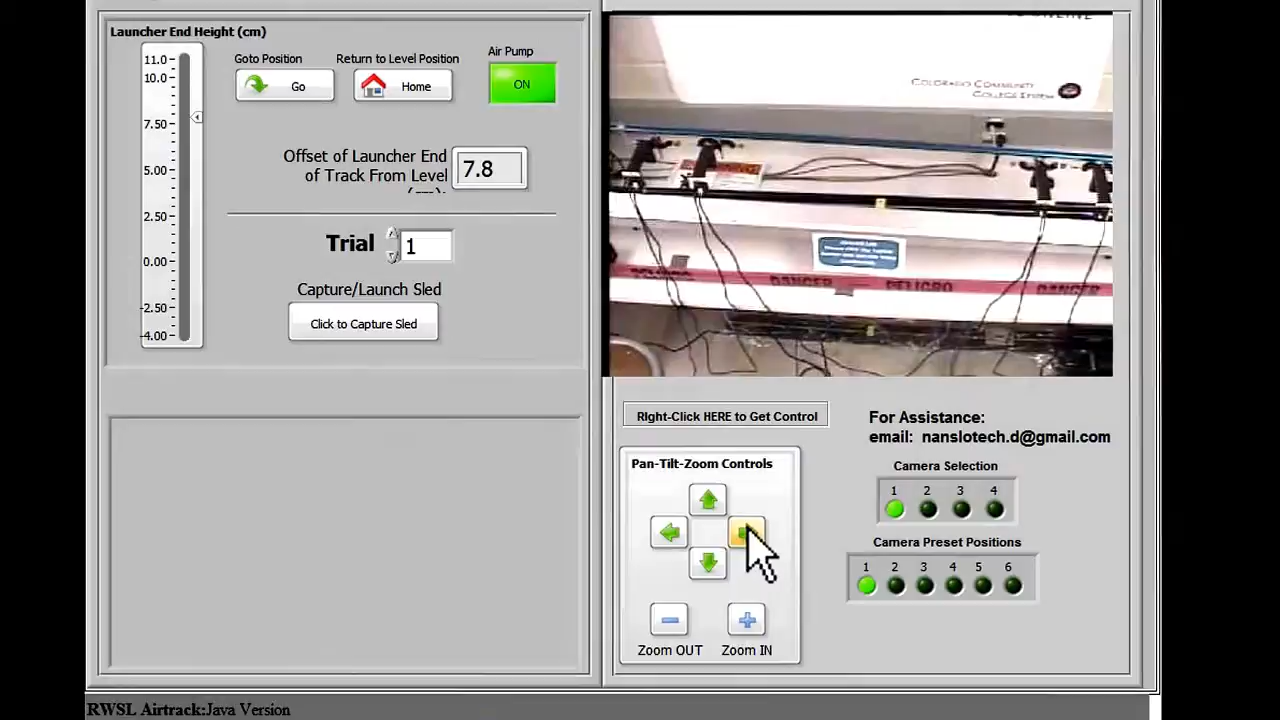 Launcher End Height (cm)
11.0
10.0
7.50
5.00
2.50
0.00
-2.50
-4.00
Goto Position
Go
Return to Level Position
Home
Air Pump
ON
Offset of Launcher End
of Track From Level
7.8
Trial
1
Capture/Launch Sled
Click to Capture Sled
COLORADO COMMUNITY
COLLEGE SYSTEM
DANGER
PELIGRO
DANGER
Right-Click HERE to Get Control
Pan-Tilt-Zoom Controls
Zoom OUT
Zoom IN
For Assistance:
email: nanslotech.d@gmail.com
Camera Selection
1 2 3 4
Camera Preset Positions
1 2 3 4 5 6
RWSL Airtrack:Java Version